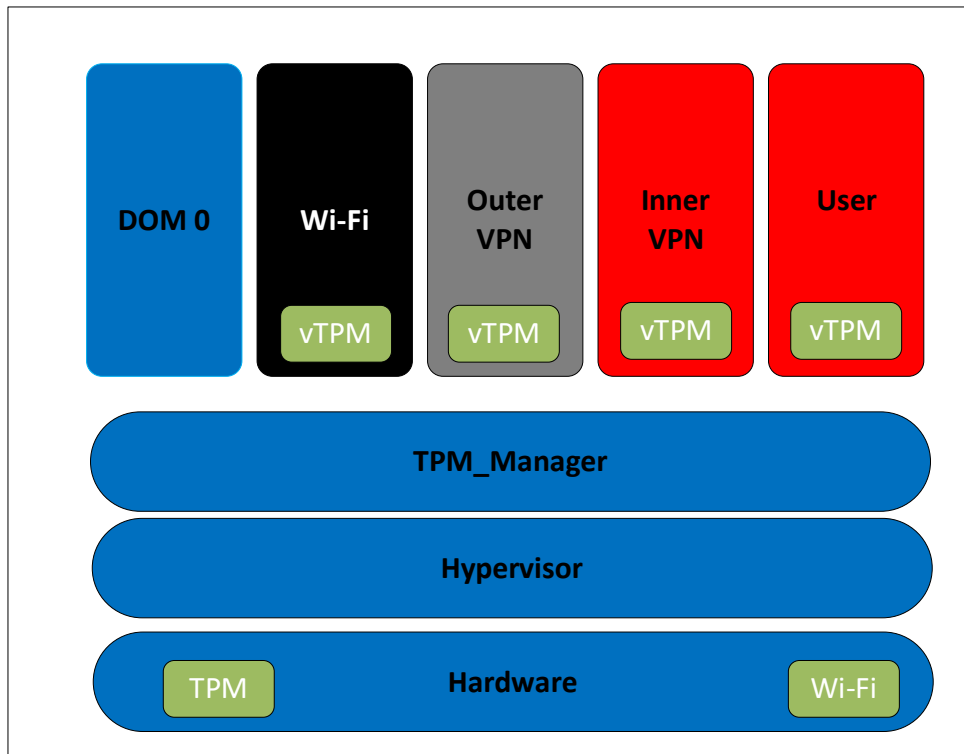 DOM 0
Wi-Fi
Outer
VPN
Inner
VPN
User
vTPM
vTPM
vTPM
vTPM
TPM_Manager
Hypervisor
TPM
Hardware
Wi-Fi